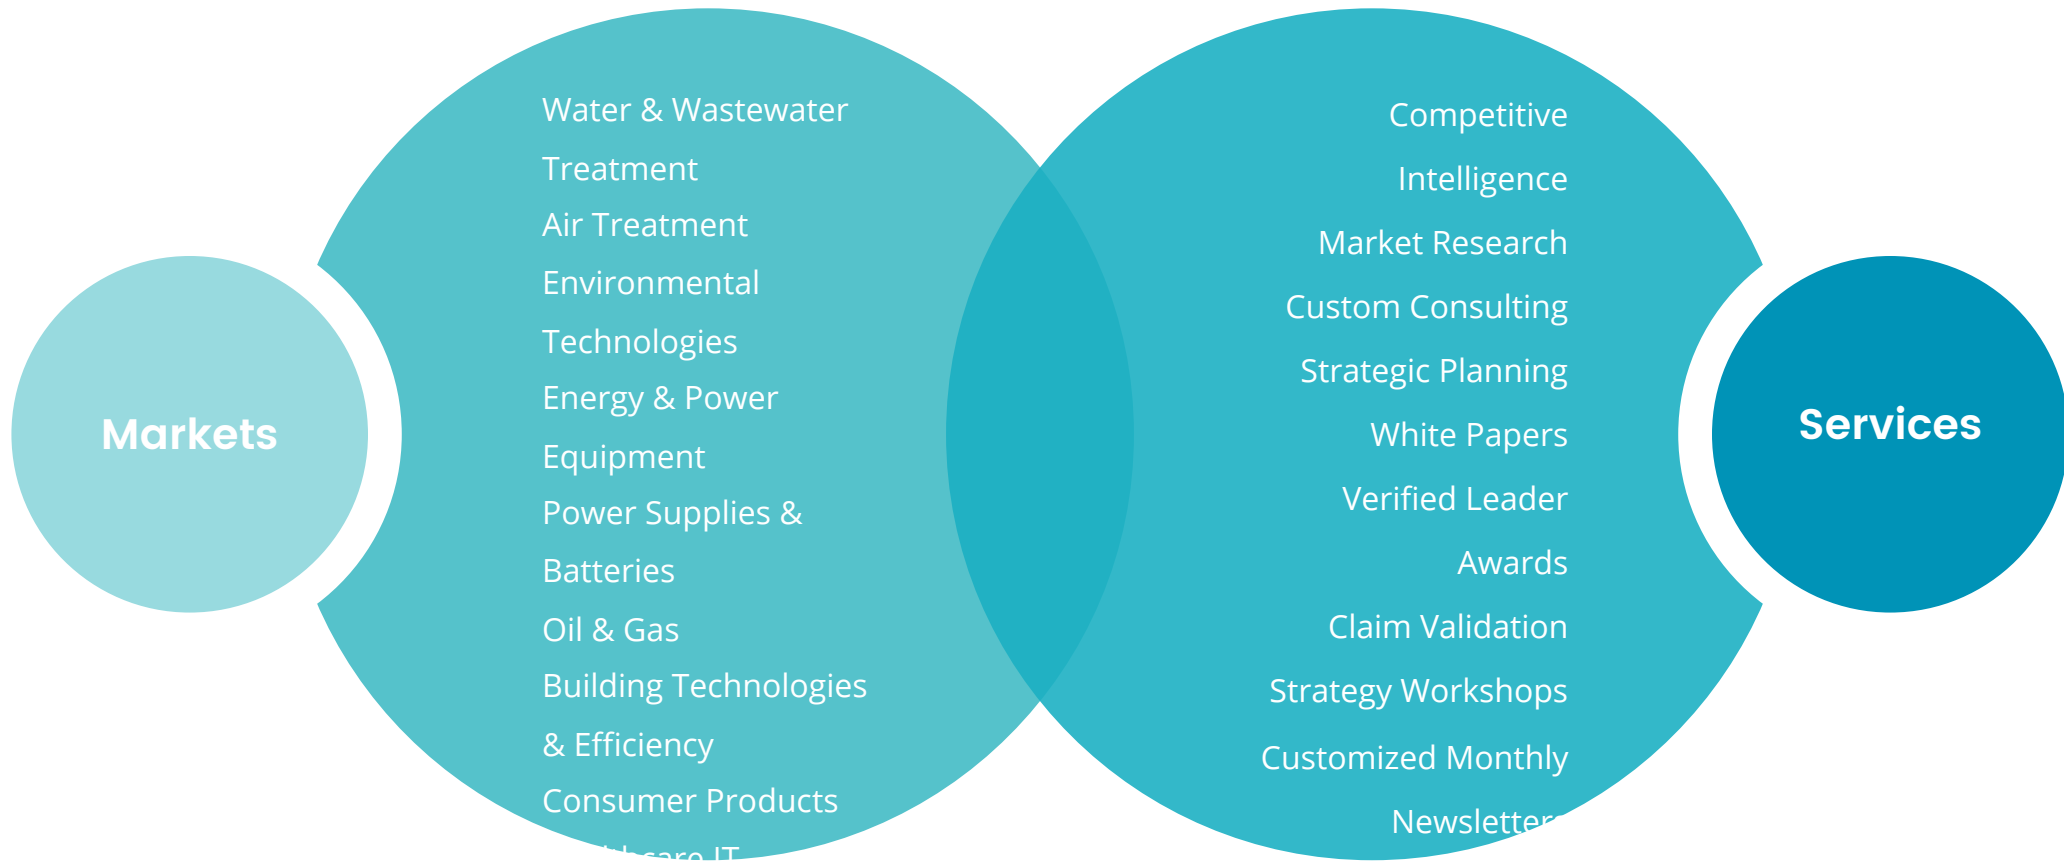 Markets
Water & Wastewater
Treatment
Air Treatment
Environmental
Technologies
Energy & Power
Equipment
Power Supplies &
Batteries
Oil & Gas
Building Technologies
& Efficiency
Consumer Products
IT
Competitive
Intelligence
Market Research
Custom Consulting
Strategic Planning
White Papers
Verified Leader
Awards
Claim Validation
Strategy Workshops
Customized Monthly
Newsletters
Services